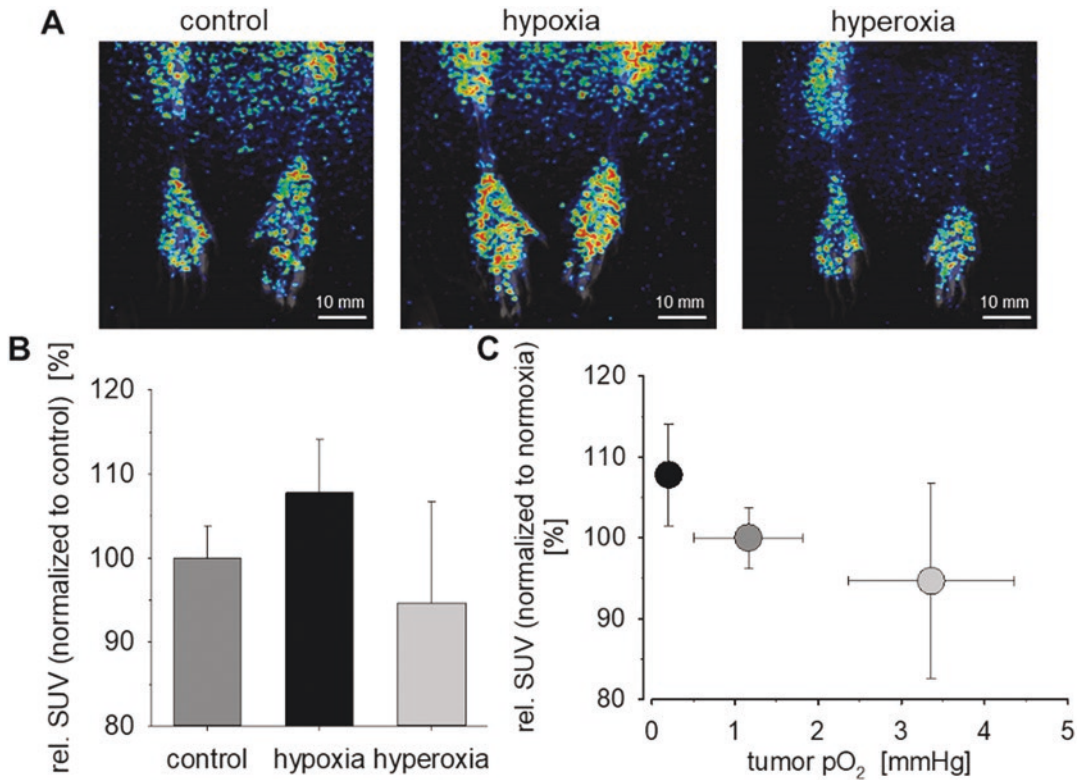 A
control
hypoxia
hyperoxia
10 mm
10 mm
10 mm
B
rel. SUV (normalized to control) [%]
120
110
100
90
80
control
hypoxia
hyperoxia
C
rel. SUV (normalized to normoxia)
[%]
120
110
100
90
80
0
1
2
3
4
5
tumor pO₂ [mmHg]